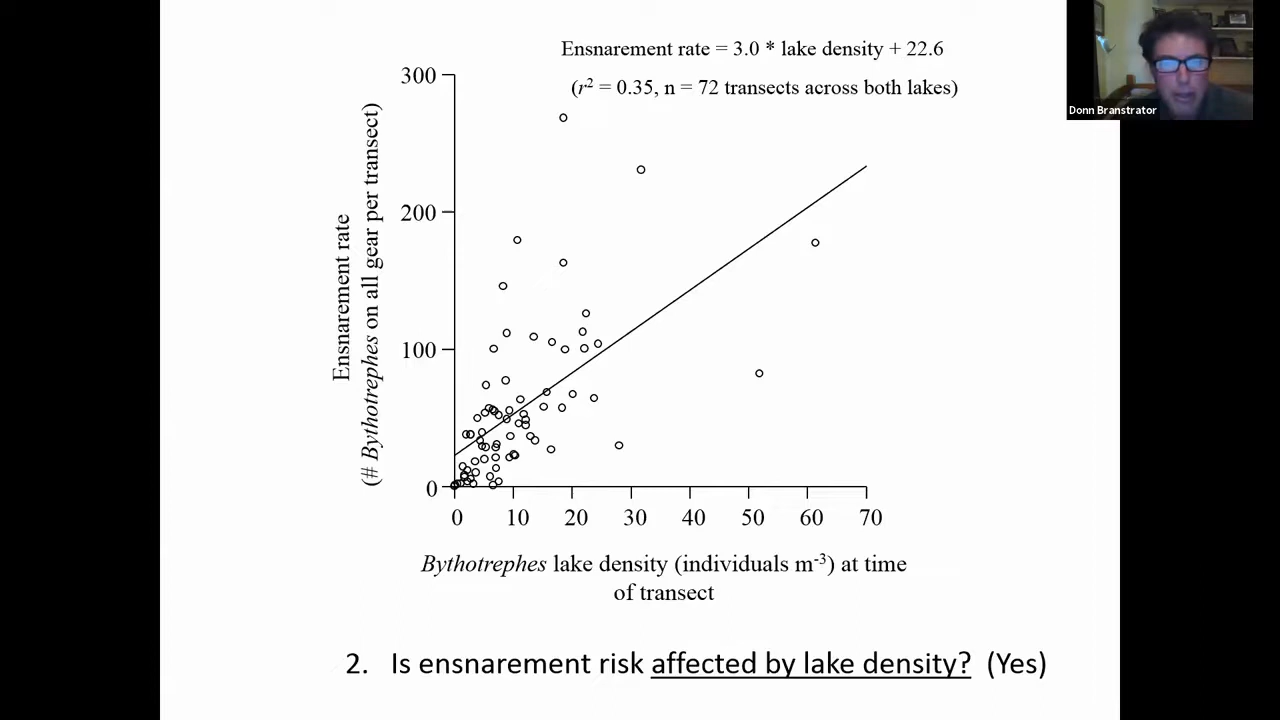 Ensnarement rate = 3.0 * lake density + 22.6
(r² = 0.35, n = 72 transects across both lakes)
Donn Branstrator
Ensnarement rate
(# Bythotrephes on all gear per transect)
300
200
100
0
0 10 20 30 40 50 60 70
Bythotrephes lake density (individuals m⁻³) at time
of transect
2. Is ensnarement risk affected by lake density? (Yes)